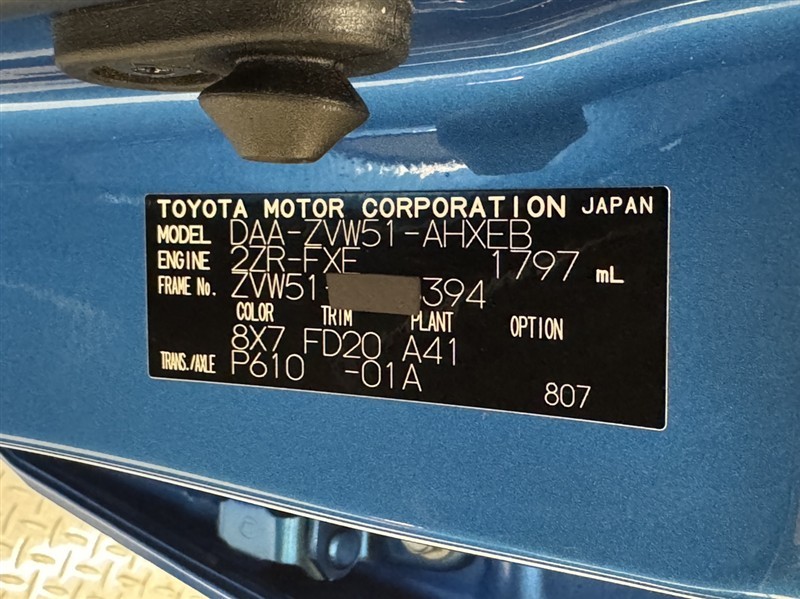 TOYOTA MOTOR CORPORATION JAPAN
MODEL DAA-ZVW51-AHXEB
ENGINE 2ZR-FXE 1797 mL
FRAME No. ZVW51- 394
COLOR TRIM PLANT OPTION
8X7 FD20 A41
TRANS./AXLE P610 -01A
807